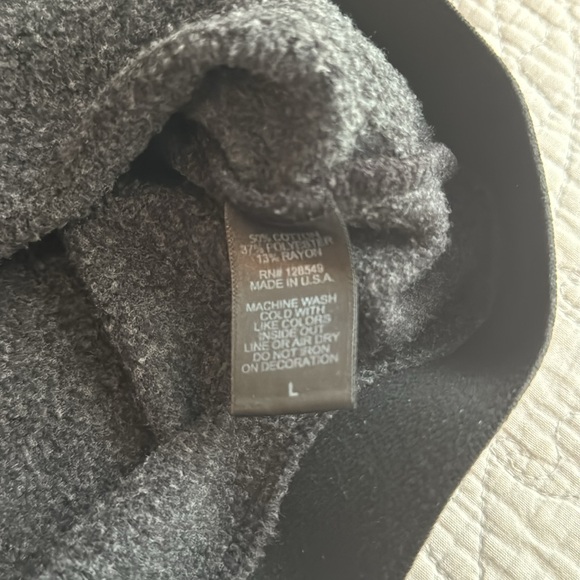 COTTON
37% POLYESTER
13% RAYON
RN# 128549
MADE IN U.S.A.
MACHINE WASH
COLD WITH
LIKE COLORS
INSIDE OUT
LINE OR AIR DRY
DO NOT IRON
ON DECORATION
L